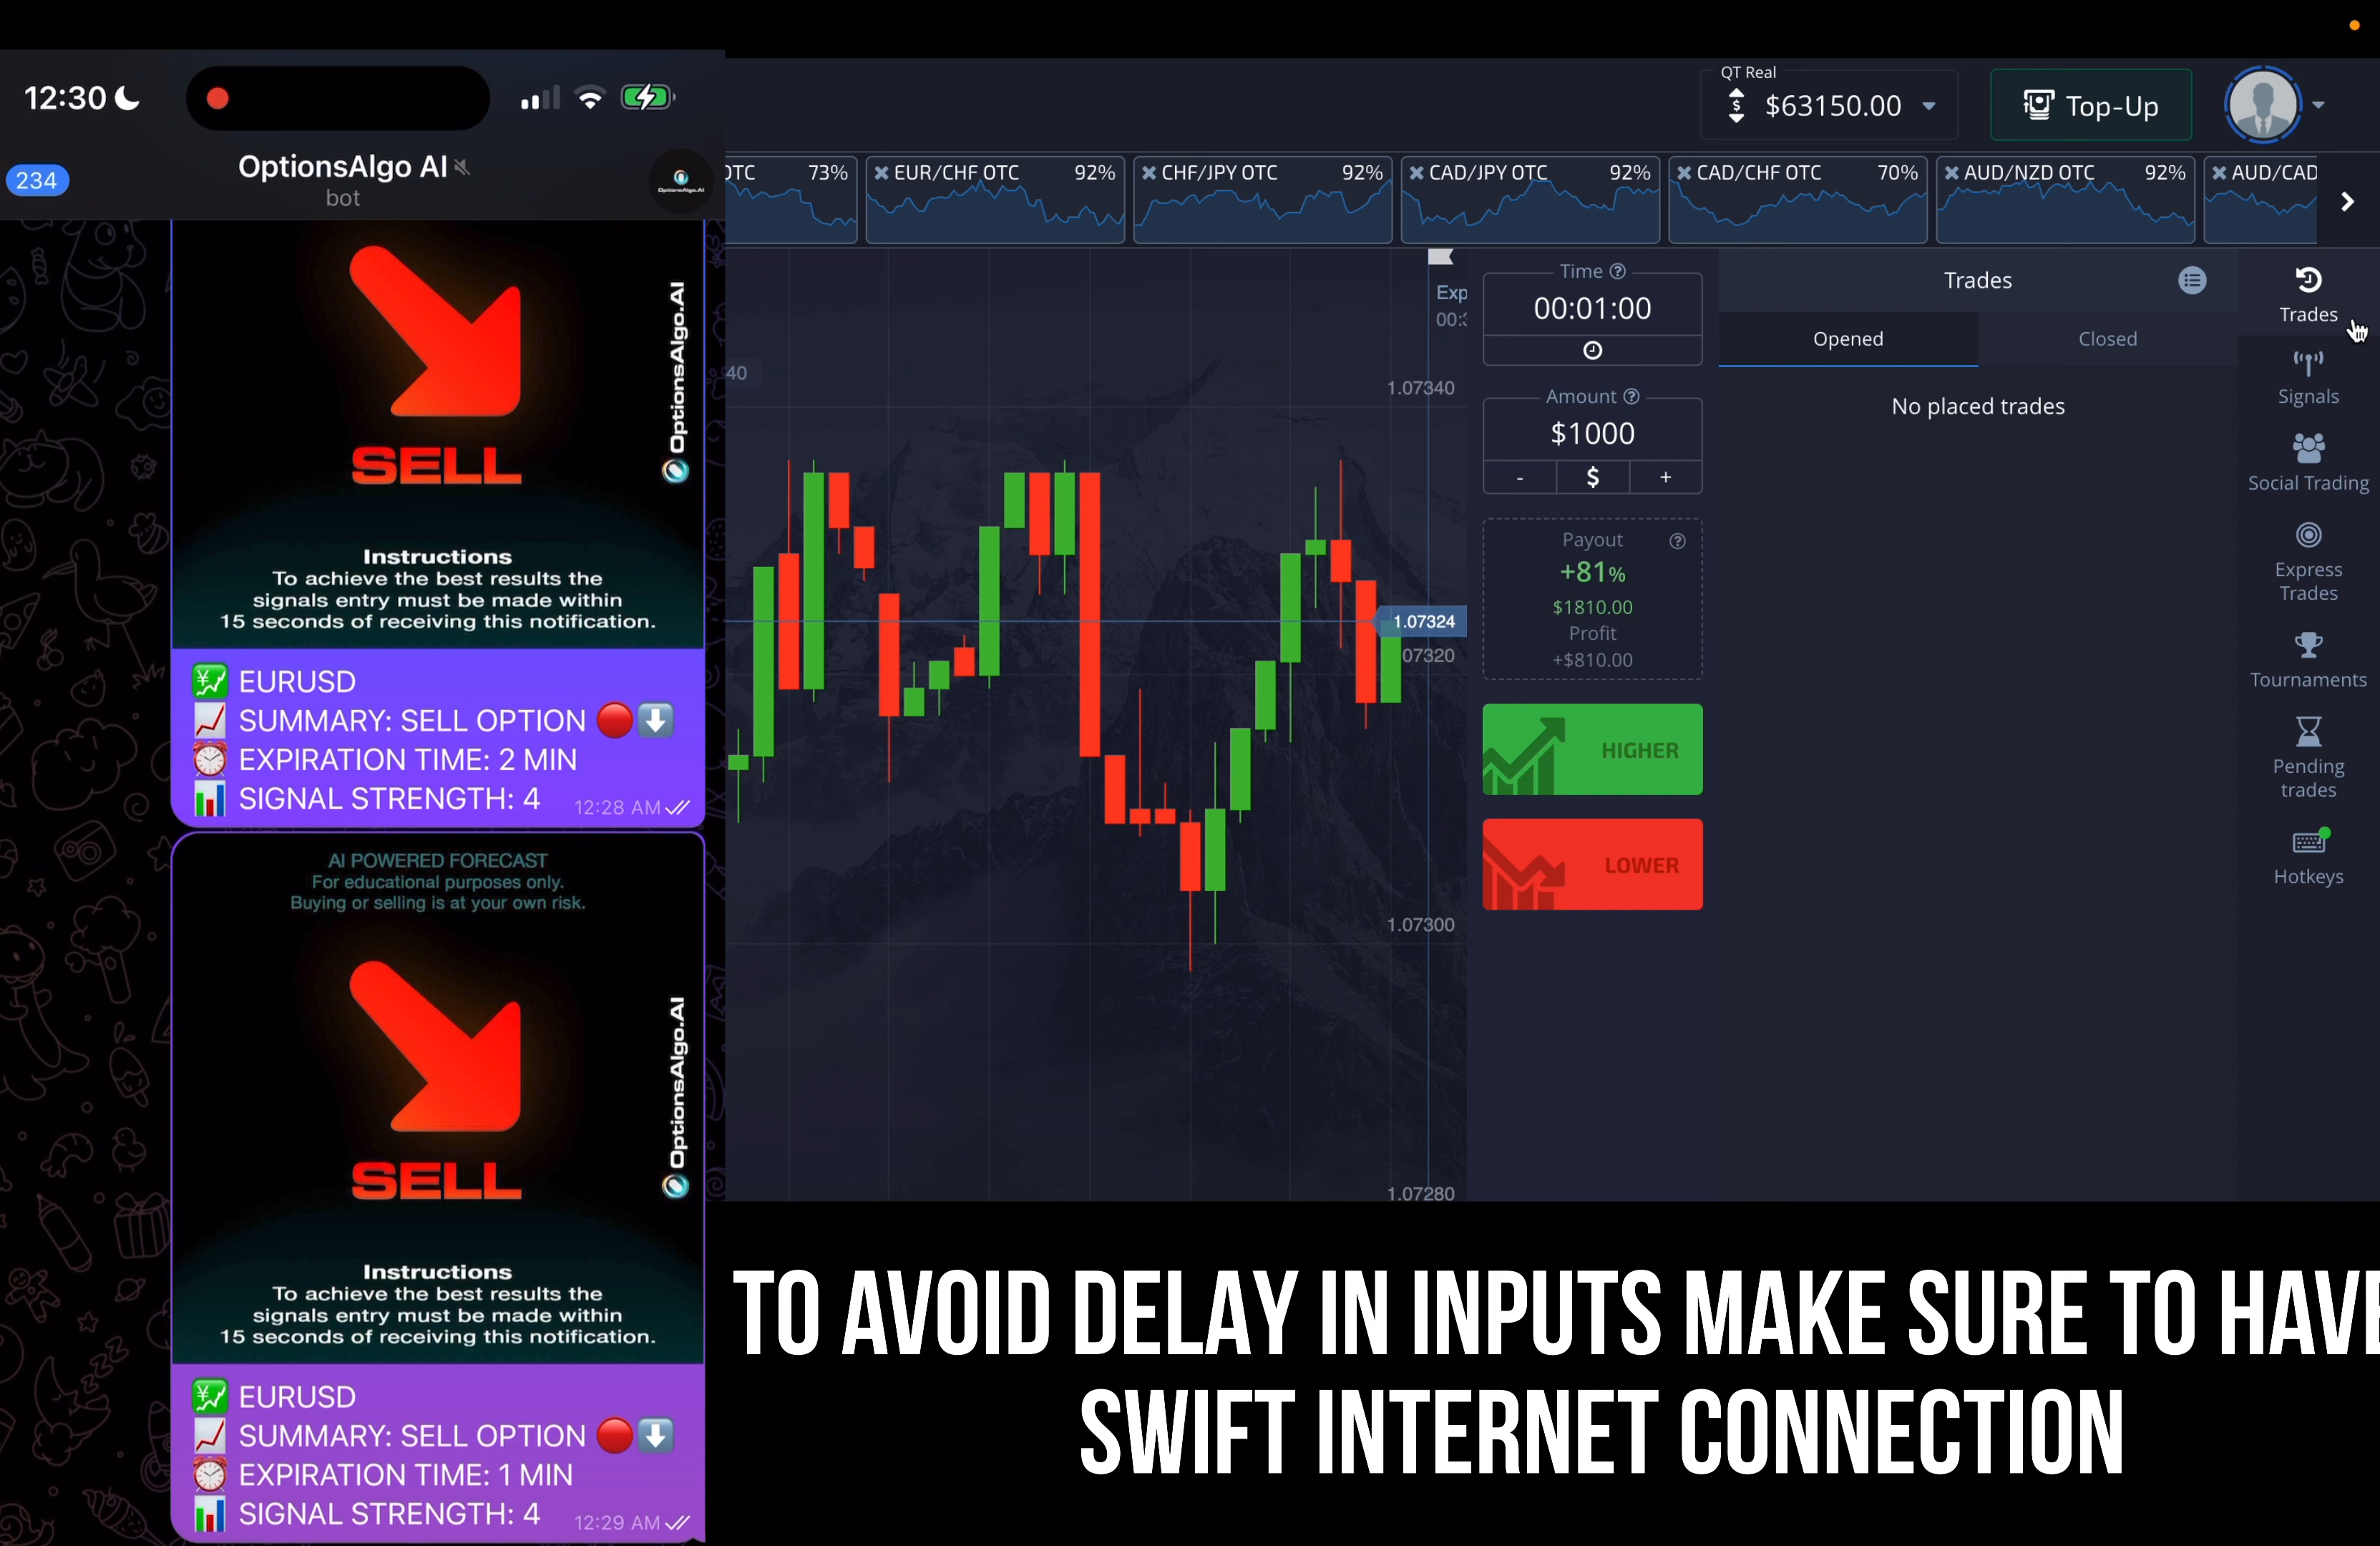 12:30
234
OptionsAlgo AI
bot
SELL
OptionsAlgo.AI
Instructions
To achieve the best results the
signals entry must be made within
15 seconds of receiving this notification.
EURUSD
SUMMARY: SELL OPTION
EXPIRATION TIME: 2 MIN
SIGNAL STRENGTH: 4
12:28 AM
AI POWERED FORECAST
For educational purposes only.
Buying or selling is at your own risk.
SELL
OptionsAlgo.AI
Instructions
To achieve the best results the
signals entry must be made within
15 seconds of receiving this notification.
EURUSD
SUMMARY: SELL OPTION
EXPIRATION TIME: 1 MIN
SIGNAL STRENGTH: 4
12:29 AM
QT Real
$63150.00
Top-Up
OTC 73%
EUR/CHF OTC 92%
CHF/JPY OTC 92%
CAD/JPY OTC 92%
CAD/CHF OTC 70%
AUD/NZD OTC 92%
AUD/CAD
Exp
00:
40
1.07340
1.07324
07320
1.07300
1.07280
Time
00:01:00
Amount
$1000
- $ +
Payout
+81%
$1810.00
Profit
+$810.00
HIGHER
LOWER
Trades
Opened
Closed
No placed trades
Trades
Signals
Social Trading
Express
Trades
Tournaments
Pending
trades
Hotkeys
TO AVOID DELAY IN INPUTS MAKE SURE TO HAVE
SWIFT INTERNET CONNECTION